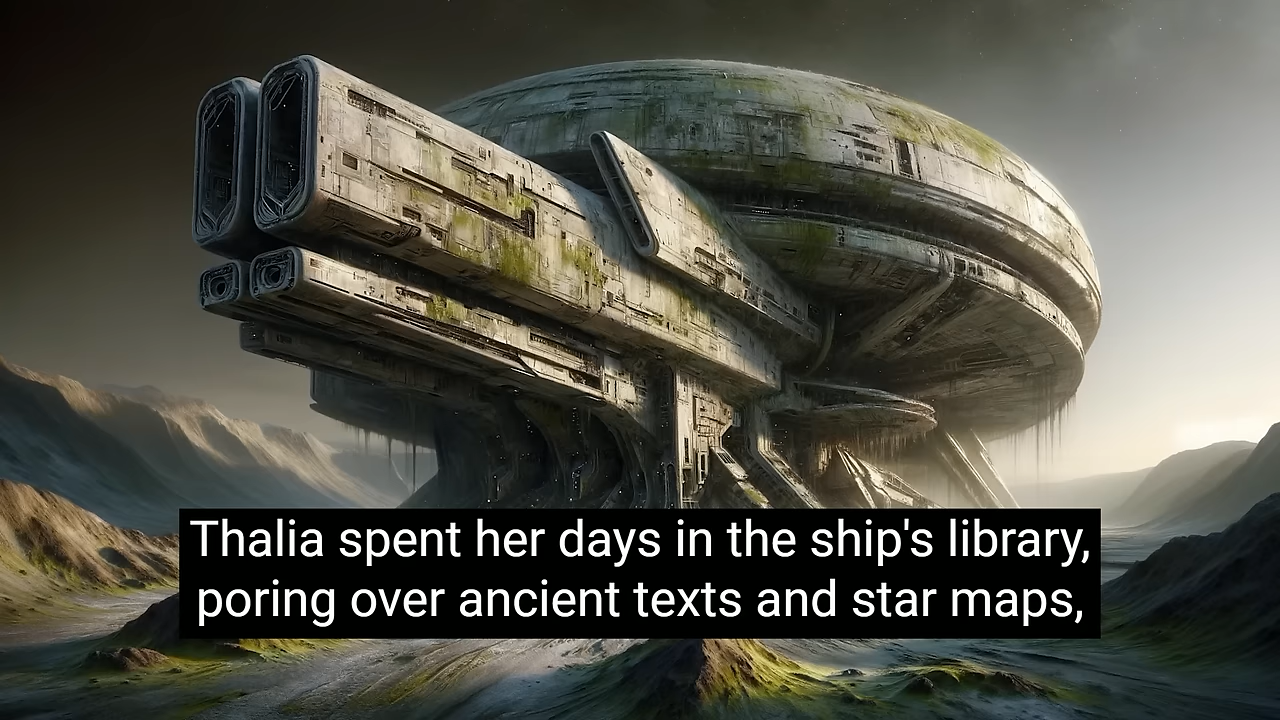 Thalia spent her days in the ship's library,
poring over ancient texts and star maps,